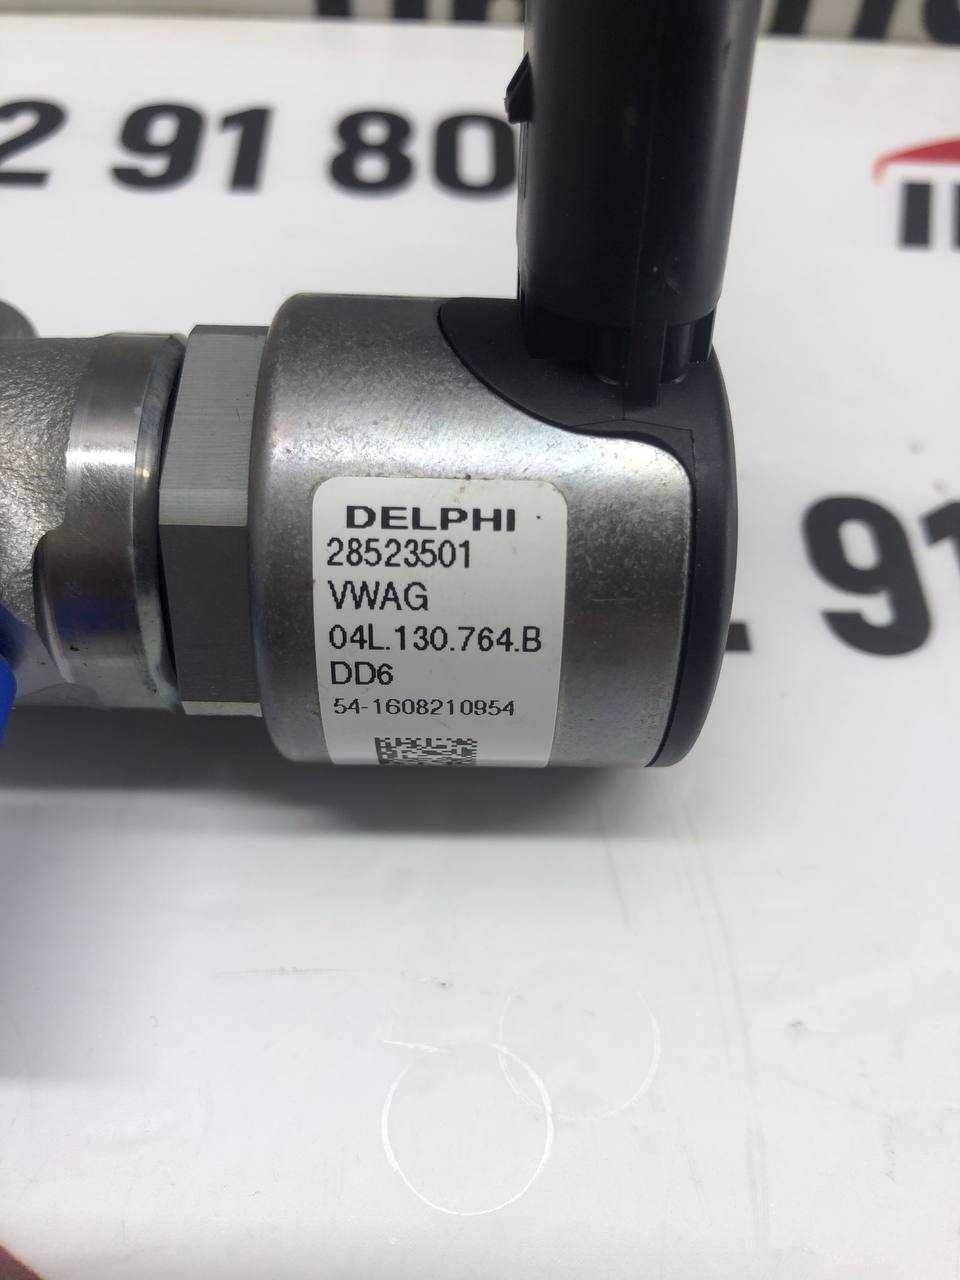 2 91 80
DELPHI
28523501
VWAG
04L.130.764.B
DD6
54-1608210954